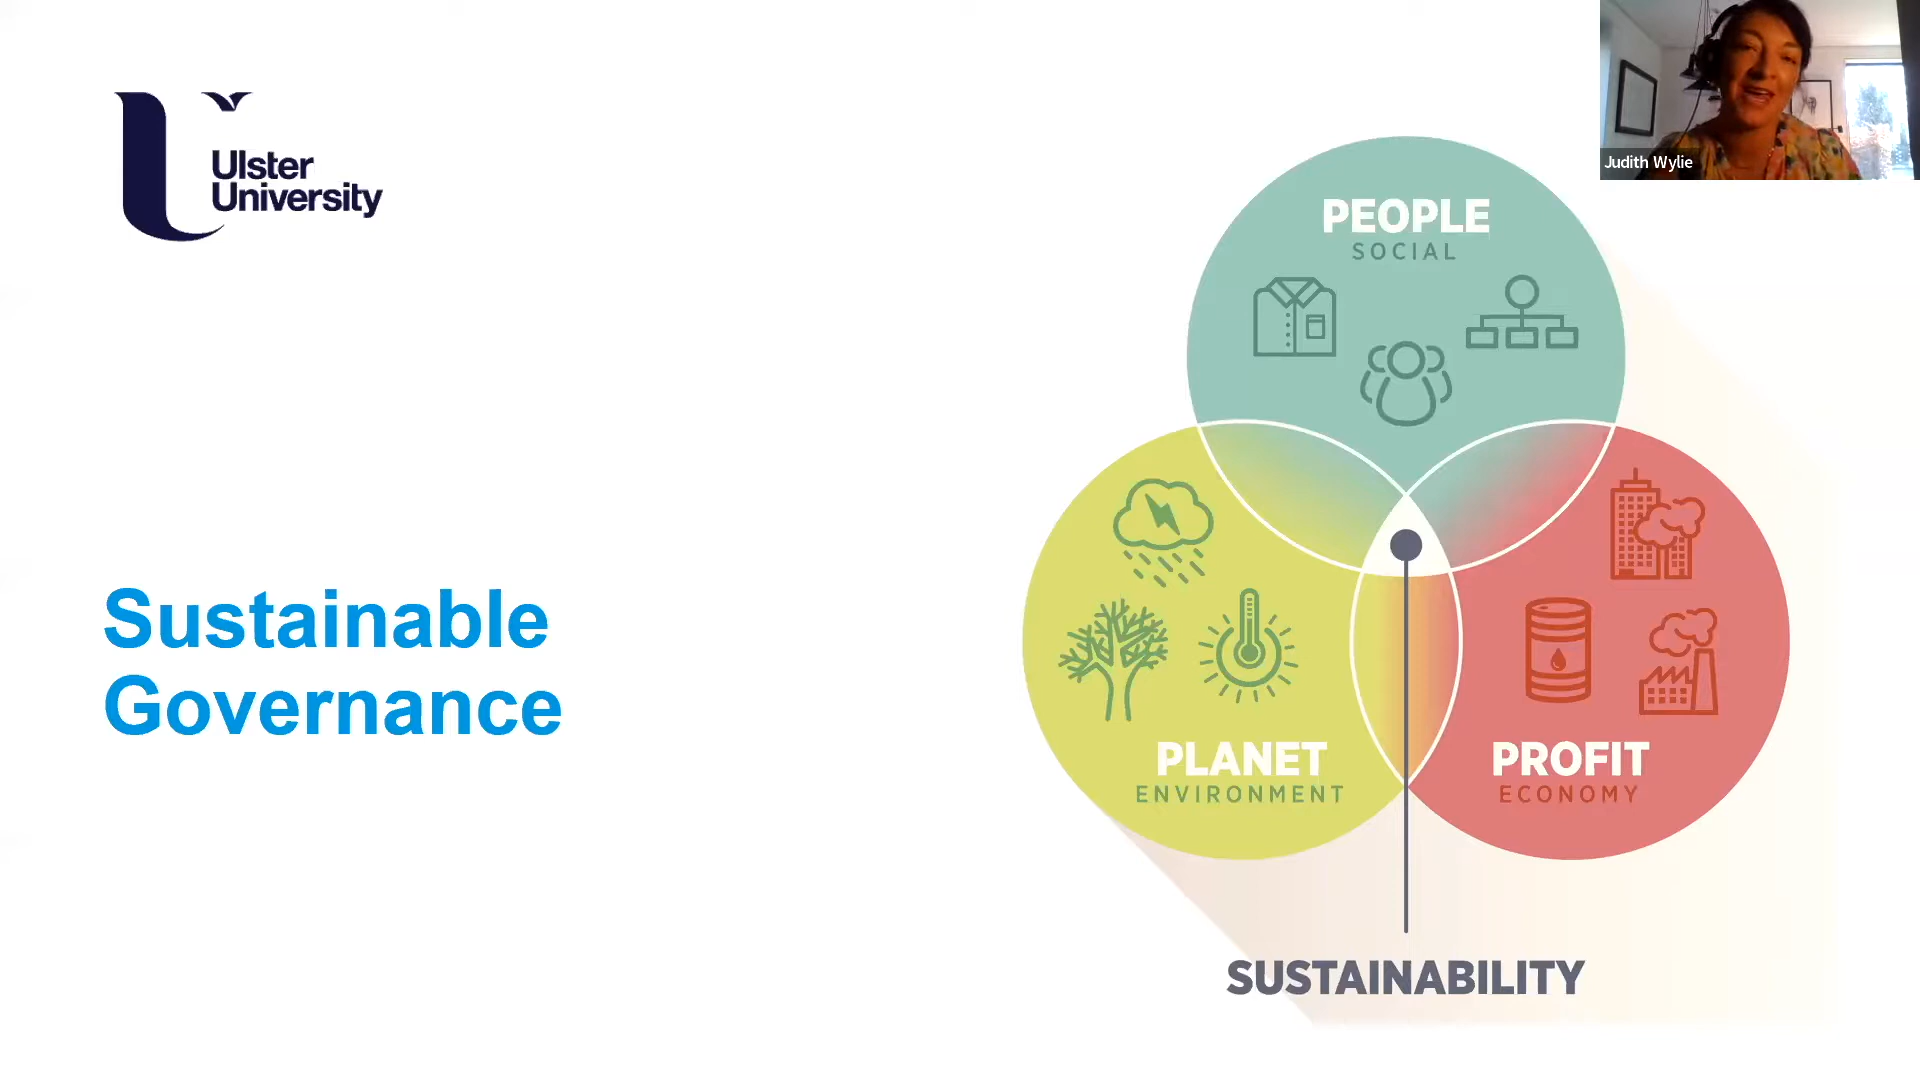 Ulster
University
Judith Wylie
PEOPLE
SOCIAL
Sustainable
Governance
PLANET
ENVIRONMENT
PROFIT
ECONOMY
SUSTAINABILITY